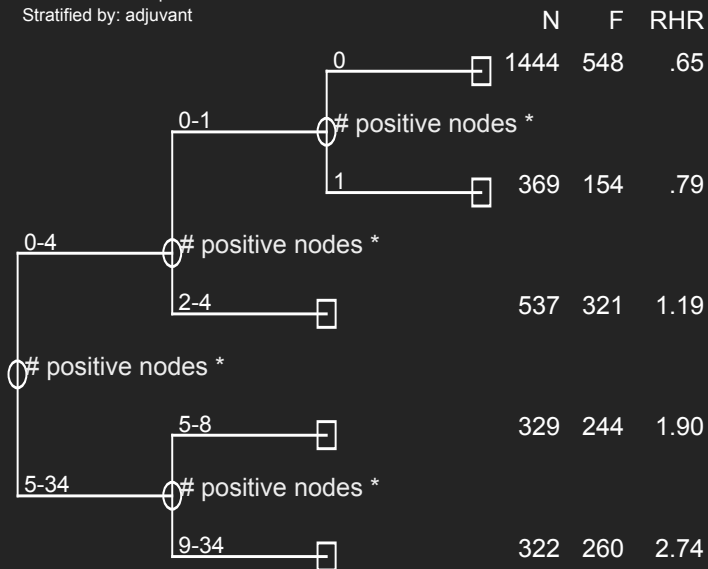 Stratified by: adjuvant
N F RHR
0
1444 548 .65
0-1
# positive nodes *
1
369 154 .79
0-4
# positive nodes *
2-4
537 321 1.19
# positive nodes *
5-8
329 244 1.90
5-34
# positive nodes *
9-34
322 260 2.74